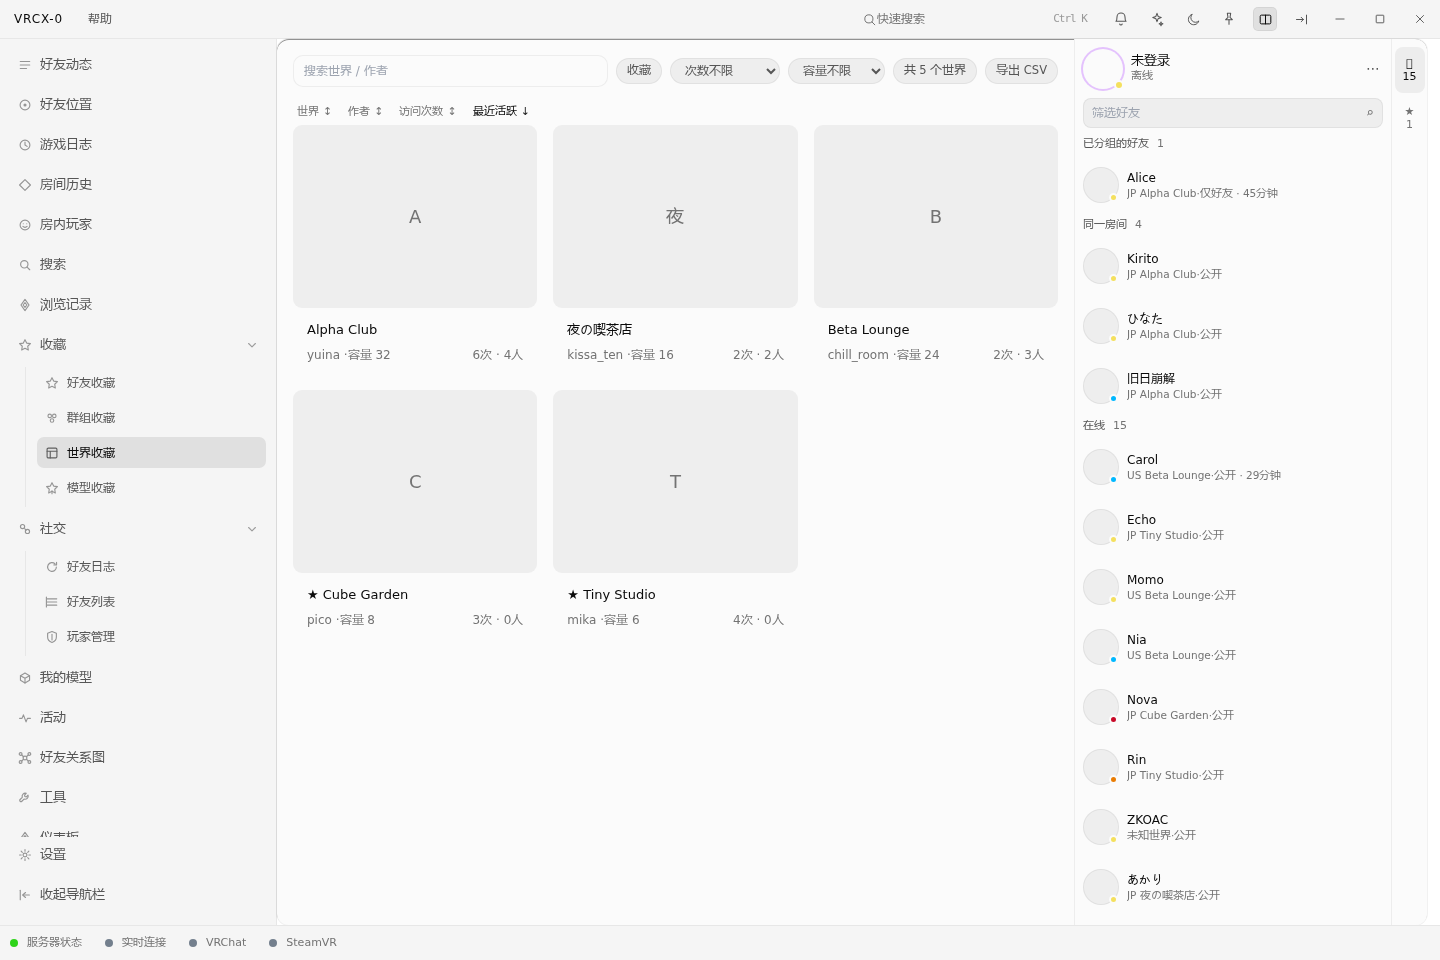 VRCX-0 帮助 快速搜索 Ctrl K
好友动态
好友位置
游戏日志
房间历史
房内玩家
搜索
浏览记录
收藏
好友收藏
群组收藏
世界收藏
模型收藏
社交
好友日志
好友列表
玩家管理
我的模型
活动
好友关系图
工具
仪表板
设置
收起导航栏
搜索世界 / 作者 收藏 次数不限 容量不限 共 5 个世界 导出 CSV
世界 ↕ 作者 ↕ 访问次数 ↕ 最近活跃 ↓
A
Alpha Club
yuina ·容量 32 6次 · 4人
夜
夜の喫茶店
kissa_ten ·容量 16 2次 · 2人
B
Beta Lounge
chill_room ·容量 24 2次 · 3人
C
★ Cube Garden
pico ·容量 8 3次 · 0人
T
★ Tiny Studio
mika ·容量 6 4次 · 0人
未登录
离线
筛选好友
已分组的好友 1
Alice
JP Alpha Club·仅好友 · 45分钟
同一房间 4
Kirito
JP Alpha Club·公开
ひなた
JP Alpha Club·公开
旧日崩解
JP Alpha Club·公开
在线 15
Carol
US Beta Lounge·公开 · 29分钟
Echo
JP Tiny Studio·公开
Momo
US Beta Lounge·公开
Nia
US Beta Lounge·公开
Nova
JP Cube Garden·公开
Rin
JP Tiny Studio·公开
ZKOAC
未知世界·公开
あかり
JP 夜の喫茶店·公开
15
★
1
服务器状态 实时连接 VRChat SteamVR